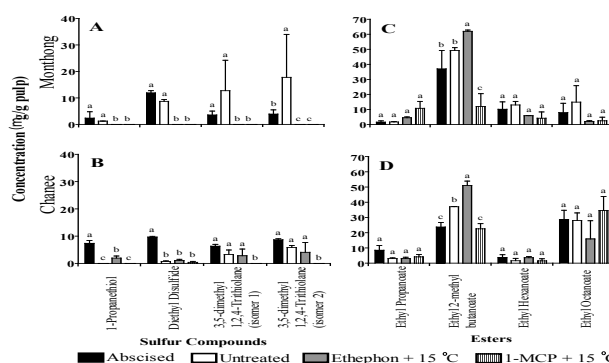 Concentration (mg/g pulp)
Monthong
Chanee
A
40
30
20
10
0
a a b b
a a b b
a a b b
b a c c
B
40
30
20
10
0
a c b c
a b b b
a a a b
a a a b
1-Propanethiol
Diethyl Disulfide
3,5-dimethyl
1,2,4-Trithiolane
(isomer 1)
3,5-dimethyl
1,2,4-Trithiolane
(isomer 2)
Sulfur Compounds
C
70
60
50
40
30
20
10
0
a a a a
b b a c
a a a a
a a a a
D
70
60
50
40
30
20
10
0
a a a a
c b a c
a a a a
a a a a
Ethyl Propanoate
Ethyl 2-methyl
butanoate
Ethyl Hexanoate
Ethyl Octanoate
Esters
Abscised Untreated Ethephon + 15 °C 1-MCP + 15 °C